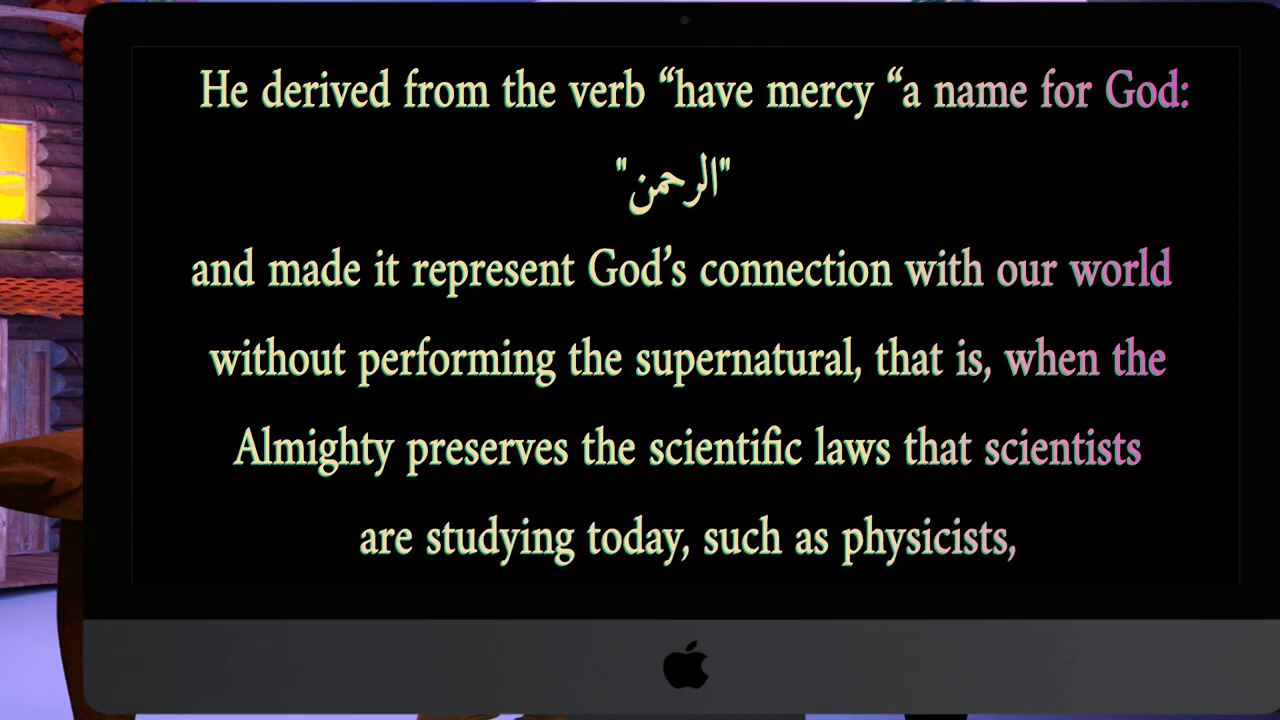 He derived from the verb “have mercy “a name for God:
"الرحمن"
and made it represent God’s connection with our world
without performing the supernatural, that is, when the
Almighty preserves the scientific laws that scientists
are studying today, such as physicists,